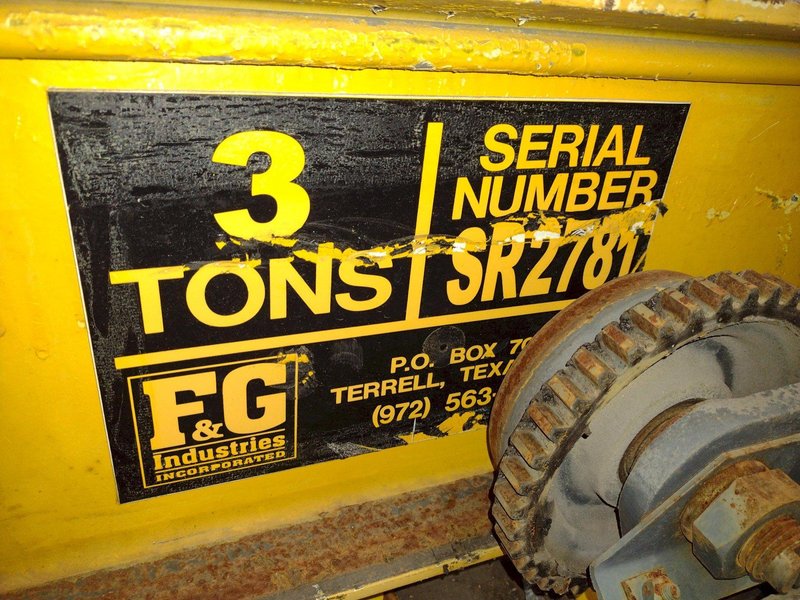 3
TONS
SERIAL
NUMBER
SR2781
F&G
Industries
INCORPORATED
P.O. BOX
TERRELL,
(972) 563-